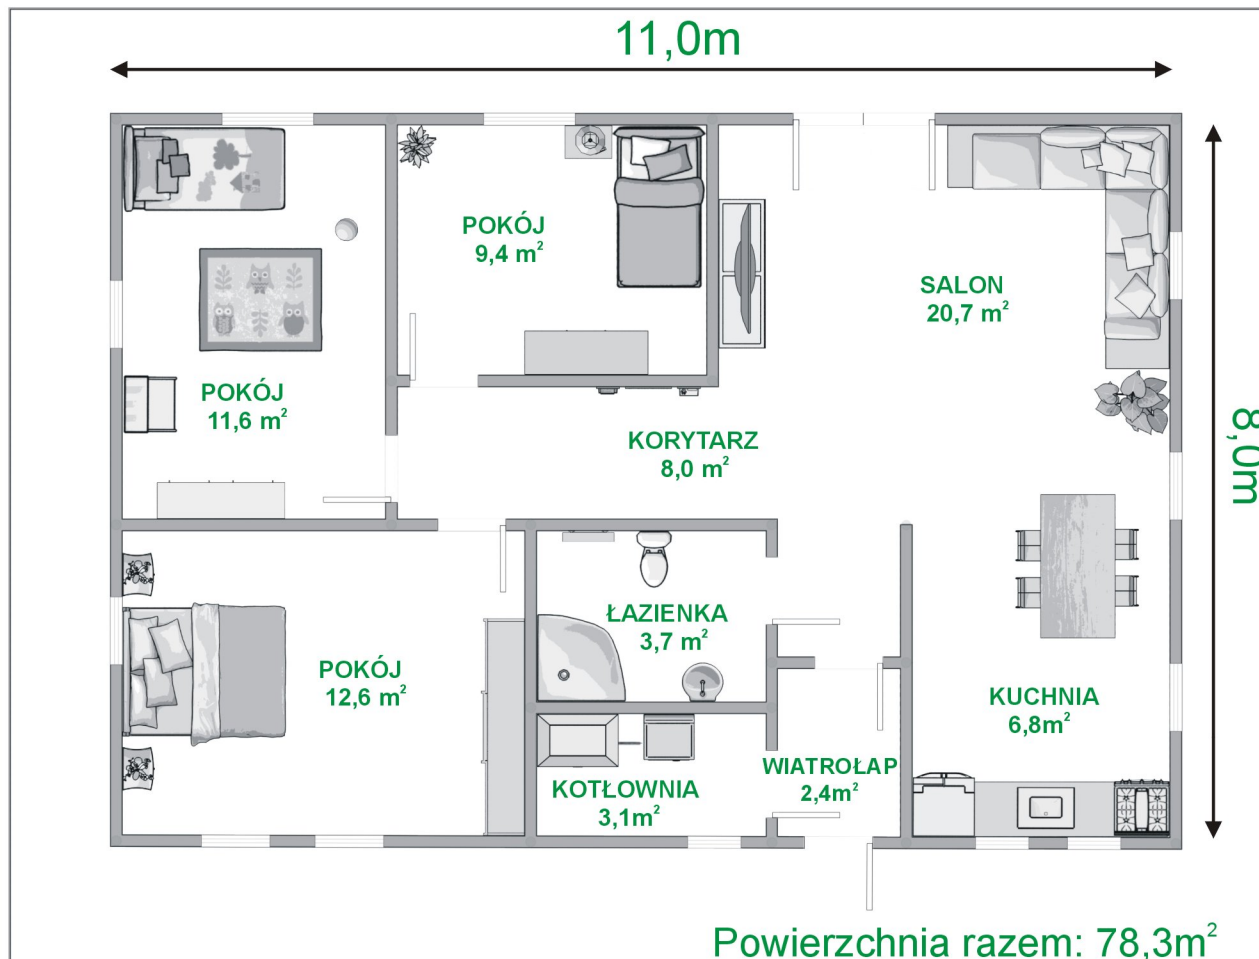 11,0m
POKÓJ
9,4 m²
SALON
20,7 m²
POKÓJ
11,6 m²
KORYTARZ
8,0 m²
8,0m
ŁAZIENKA
3,7 m²
POKÓJ
12,6 m²
KUCHNIA
6,8m²
WIATROŁAP
2,4m²
KOTŁOWNIA
3,1m²
Powierzchnia razem: 78,3m²